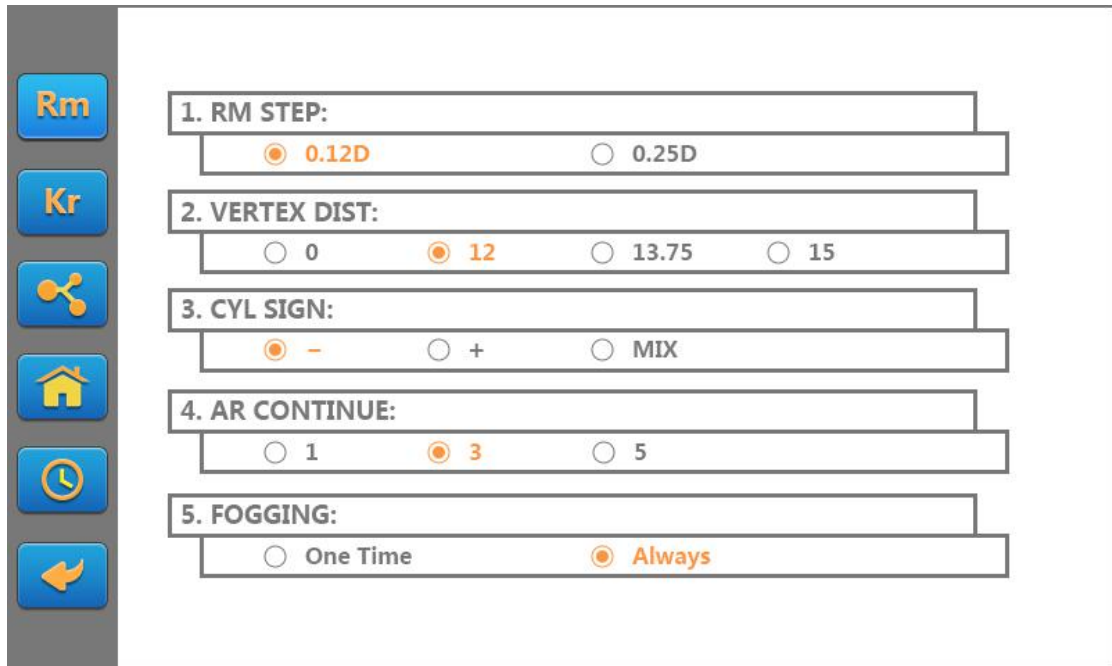 Rm
Kr
1. RM STEP:
0.12D 0.25D
2. VERTEX DIST:
0 12 13.75 15
3. CYL SIGN:
– + MIX
4. AR CONTINUE:
1 3 5
5. FOGGING:
One Time Always